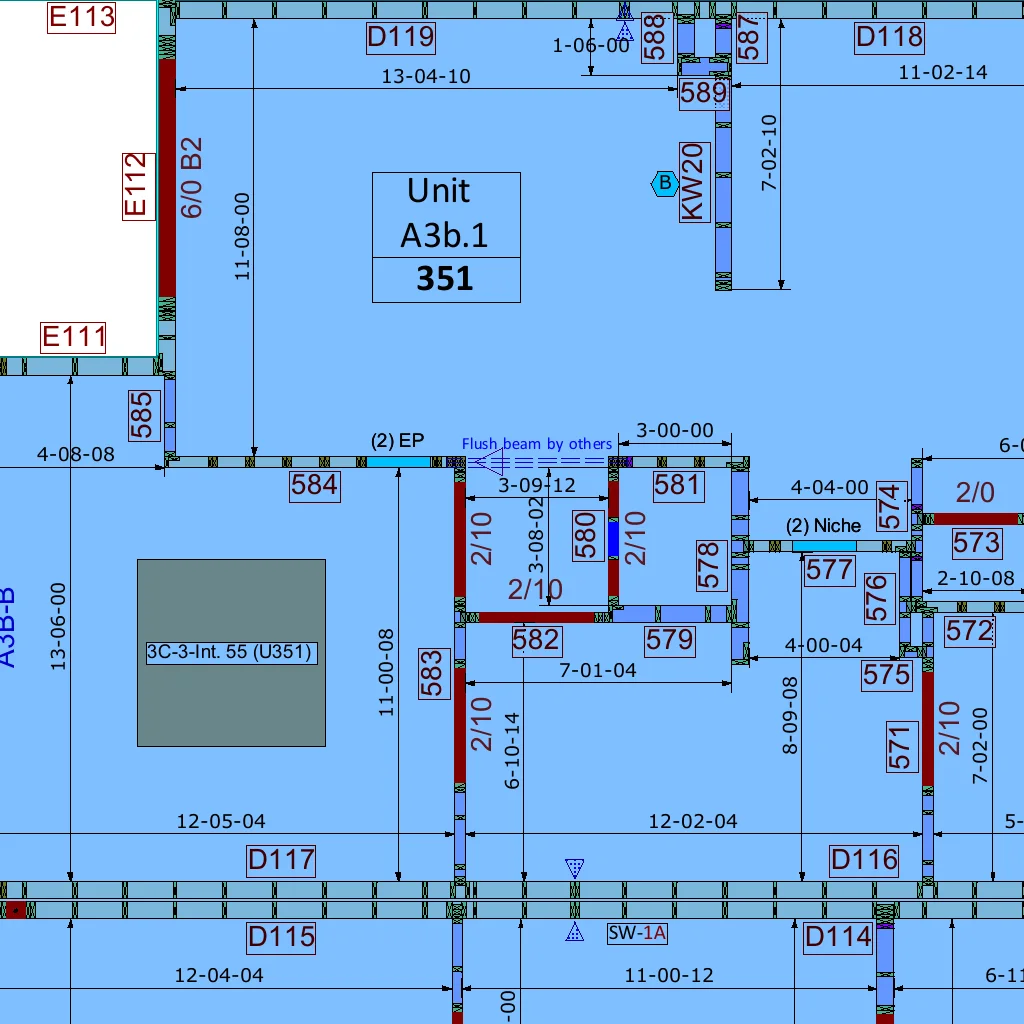 E113
D119
1-06-00
588
587
D118
13-04-10
11-02-14
589
E112
6/0 B2
11-08-00
Unit
A3b.1
351
B
KW20
7-02-10
E111
585
4-08-08
(2) EP
Flush beam by others
3-00-00
584
3-09-12
581
4-04-00
574
2/0
2/10
3-08-02
580
2/10
578
(2) Niche
577
573
2/10
576
2-10-08
582
579
572
A3B-B
13-06-00
3C-3-Int. 55 (U351)
11-00-08
583
7-01-04
4-00-04
575
2/10
6-10-14
8-09-08
571
2/10
7-02-00
12-05-04
12-02-04
5-
D117
D116
D115
SW-1A
D114
12-04-04
11-00-12
6-11
-00